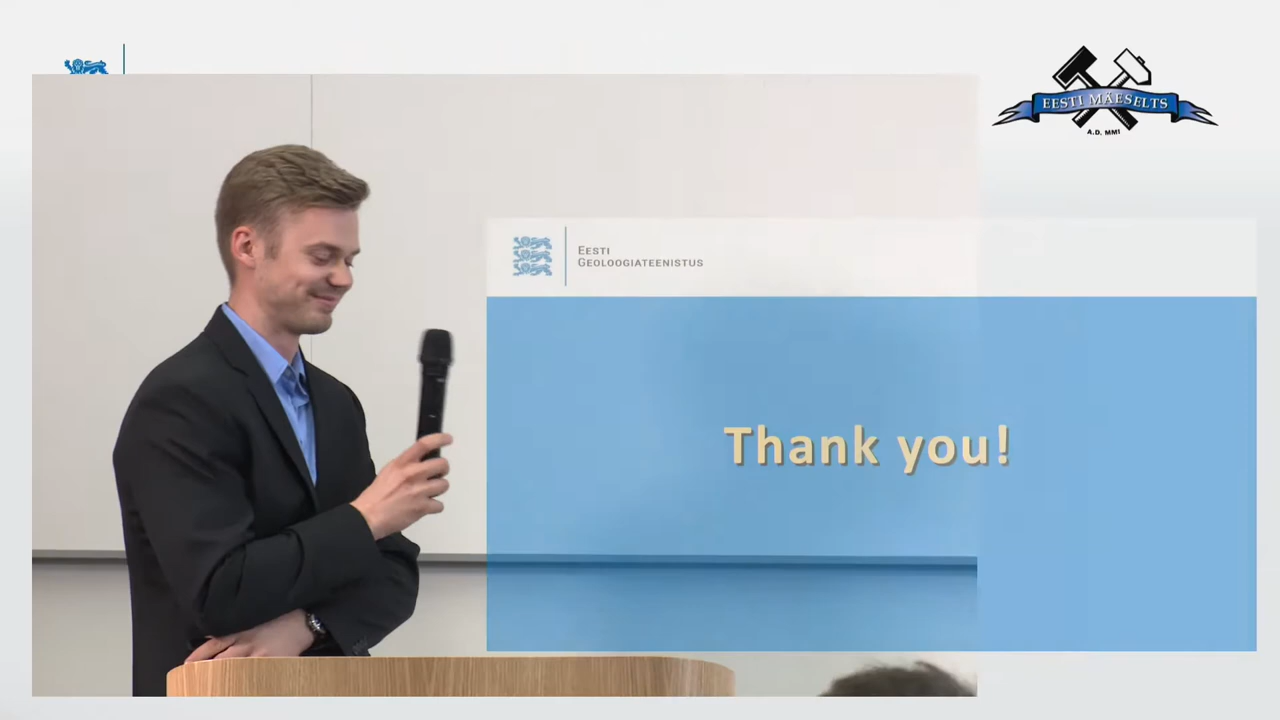 EESTI MÄESELTS
A.D. MMI
EESTI
GEOLOOGIATEENISTUS
Thank you!